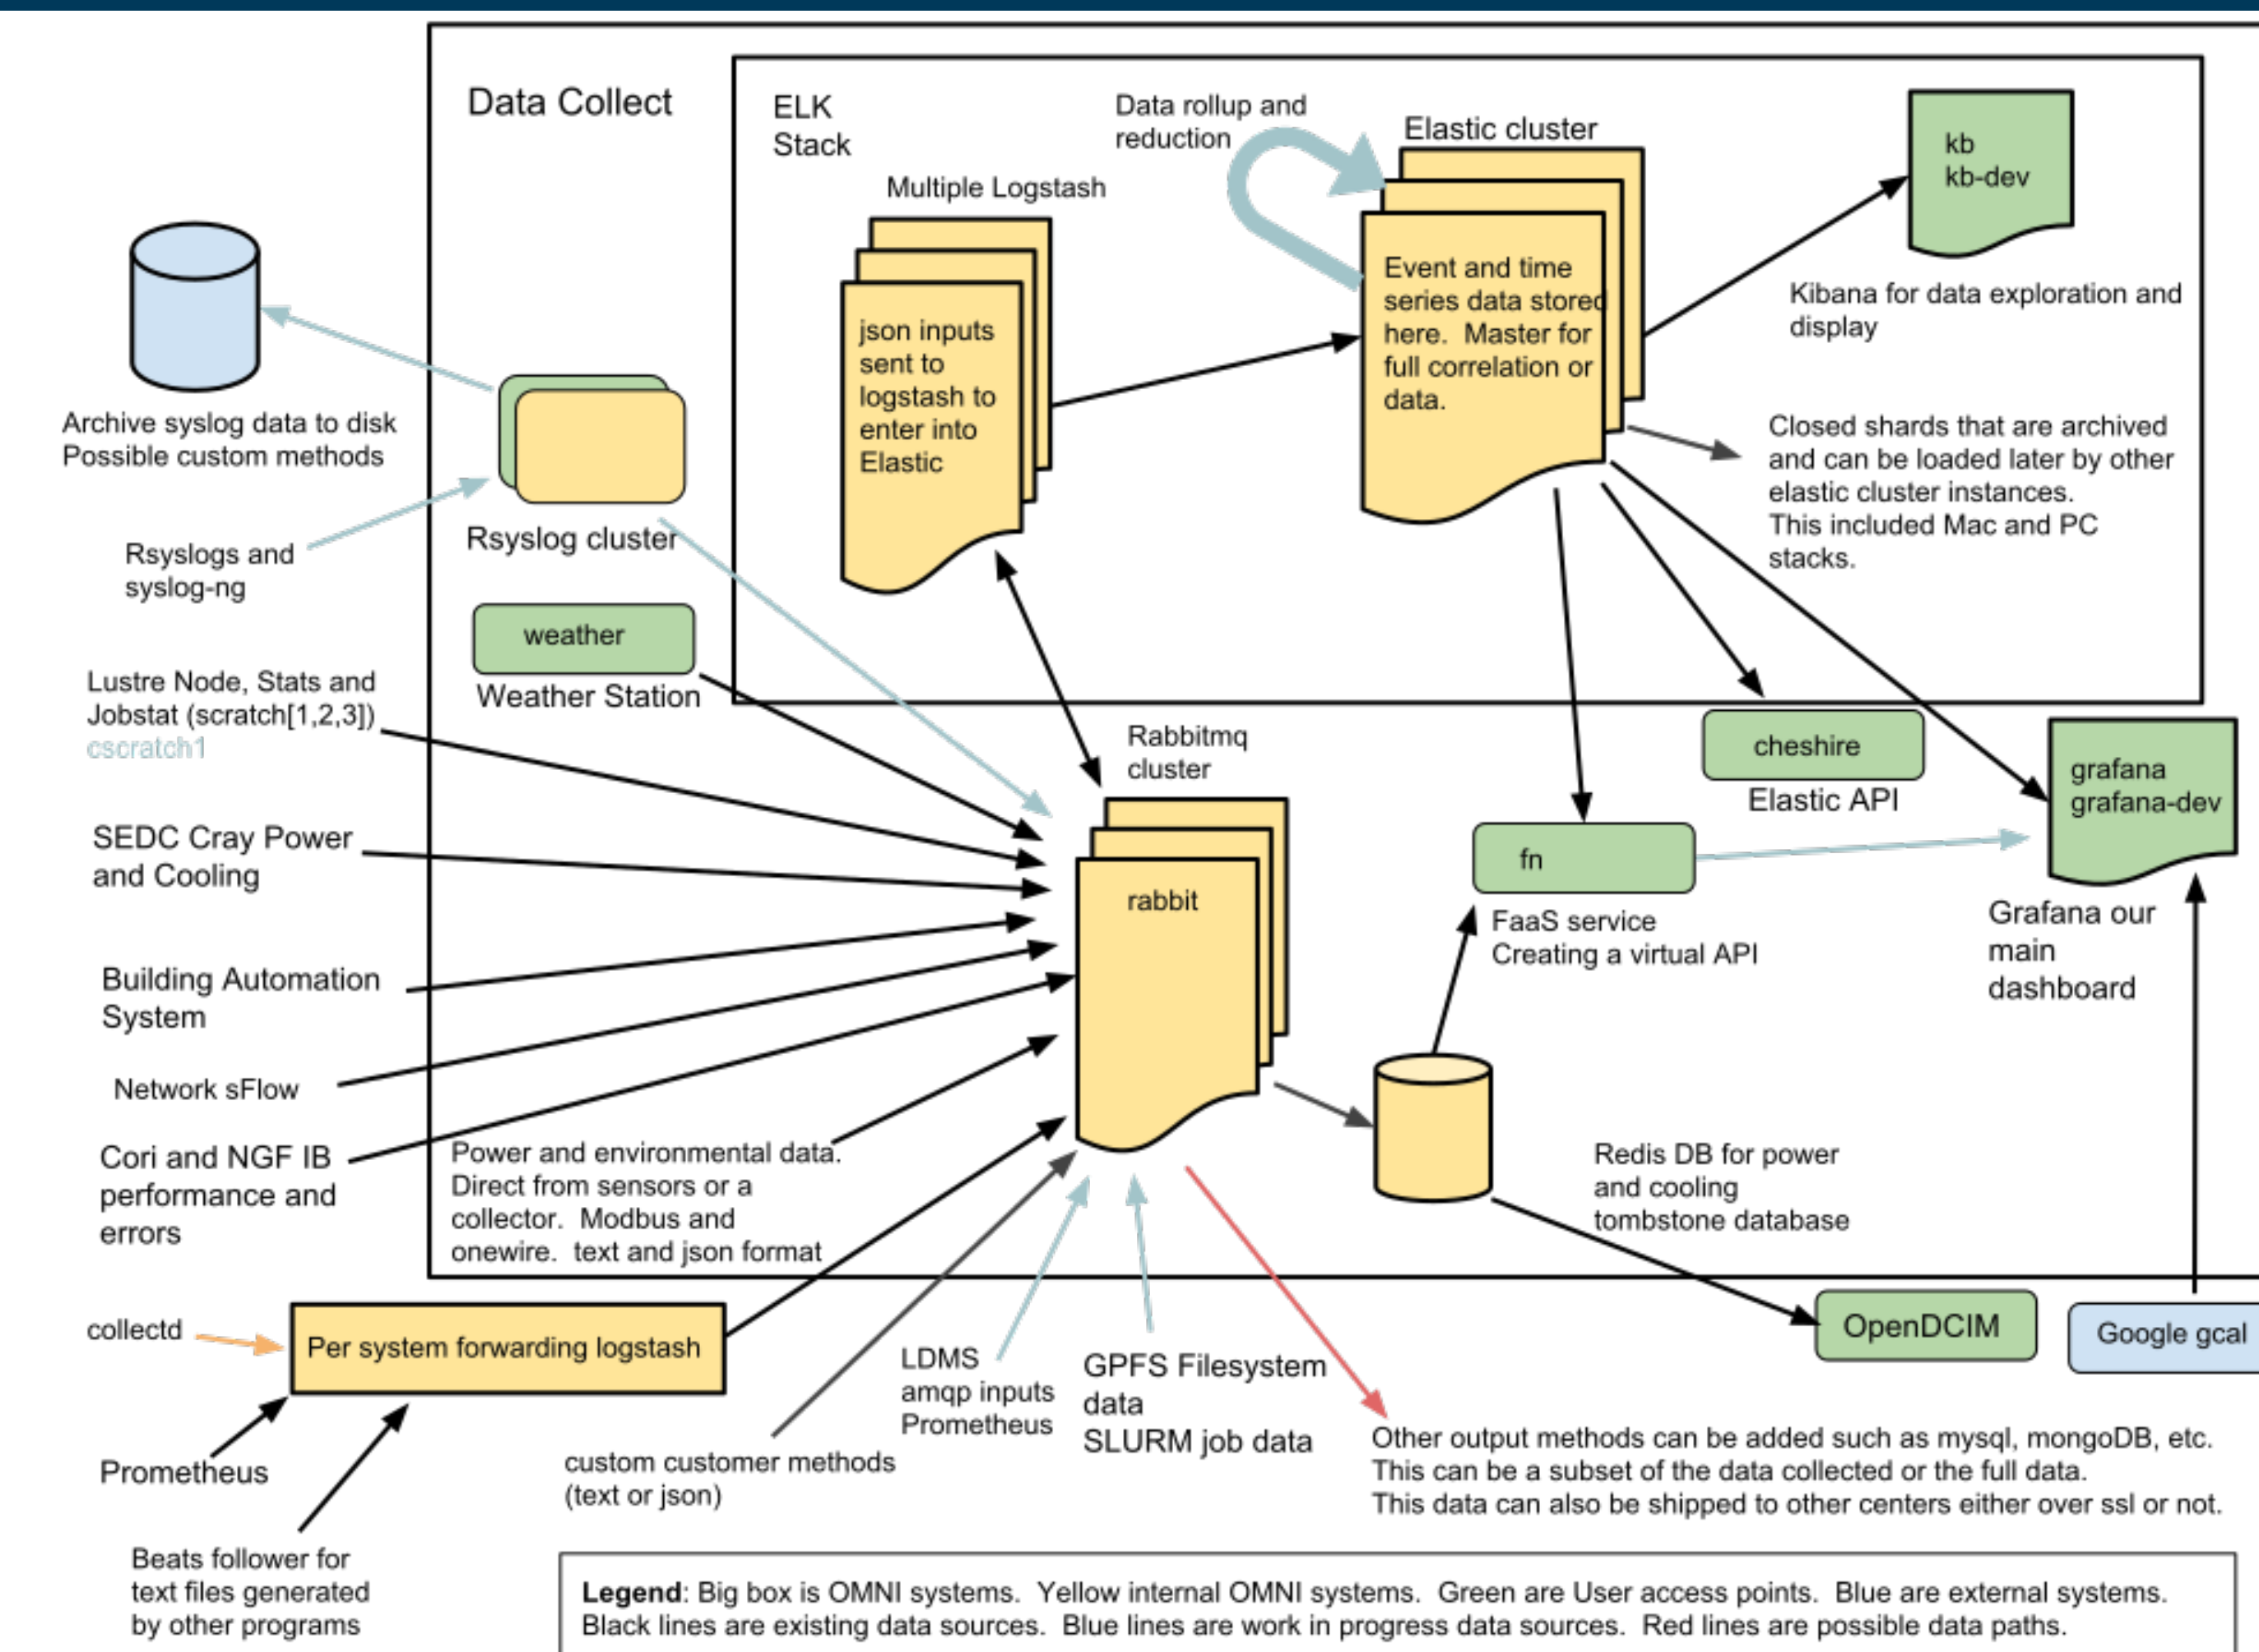 Data Collect
ELK
Stack
Data rollup and
reduction
Elastic cluster
kb
kb-dev
Multiple Logstash
Event and time
series data stored
here. Master for
full correlation or
data.
Kibana for data exploration and
display
json inputs
sent to
logstash to
enter into
Elastic
Archive syslog data to disk
Possible custom methods
Closed shards that are archived
and can be loaded later by other
elastic cluster instances.
This included Mac and PC
stacks.
Rsyslog cluster
Rsyslogs and
syslog-ng
weather
Weather Station
Lustre Node, Stats and
Jobstat (scratch[1,2,3])
cscratch1
Rabbitmq
cluster
cheshire
Elastic API
grafana
grafana-dev
SEDC Cray Power
and Cooling
rabbit
fn
FaaS service
Creating a virtual API
Grafana our
main
dashboard
Building Automation
System
Network sFlow
Cori and NGF IB
performance and
errors
Power and environmental data.
Direct from sensors or a
collector. Modbus and
onewire. text and json format
Redis DB for power
and cooling
tombstone database
collectd
Per system forwarding logstash
OpenDCIM
Google gcal
LDMS
amqp inputs
Prometheus
GPFS Filesystem
data
SLURM job data
Prometheus
custom customer methods
(text or json)
Other output methods can be added such as mysql, mongoDB, etc.
This can be a subset of the data collected or the full data.
This data can also be shipped to other centers either over ssl or not.
Beats follower for
text files generated
by other programs
Legend: Big box is OMNI systems. Yellow internal OMNI systems. Green are User access points. Blue are external systems.
Black lines are existing data sources. Blue lines are work in progress data sources. Red lines are possible data paths.